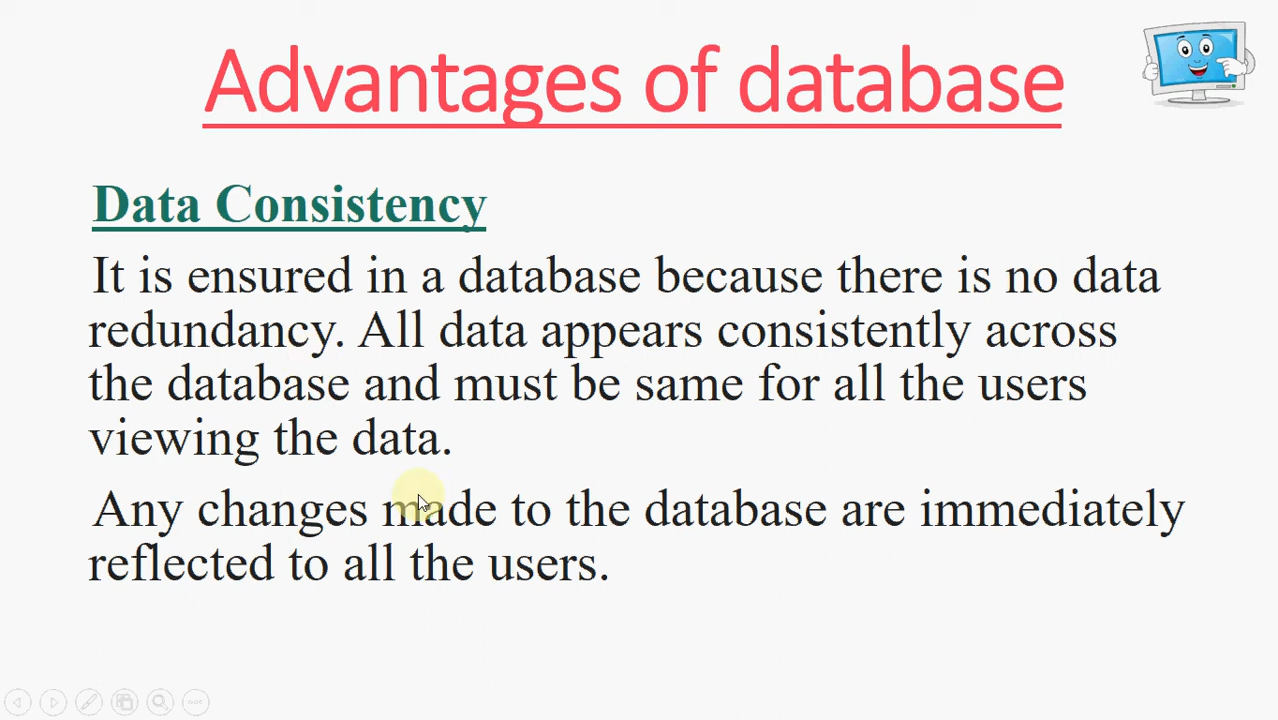 Advantages of database
Data Consistency
It is ensured in a database because there is no data
redundancy. All data appears consistently across
the database and must be same for all the users
viewing the data.
Any changes made to the database are immediately
reflected to all the users.